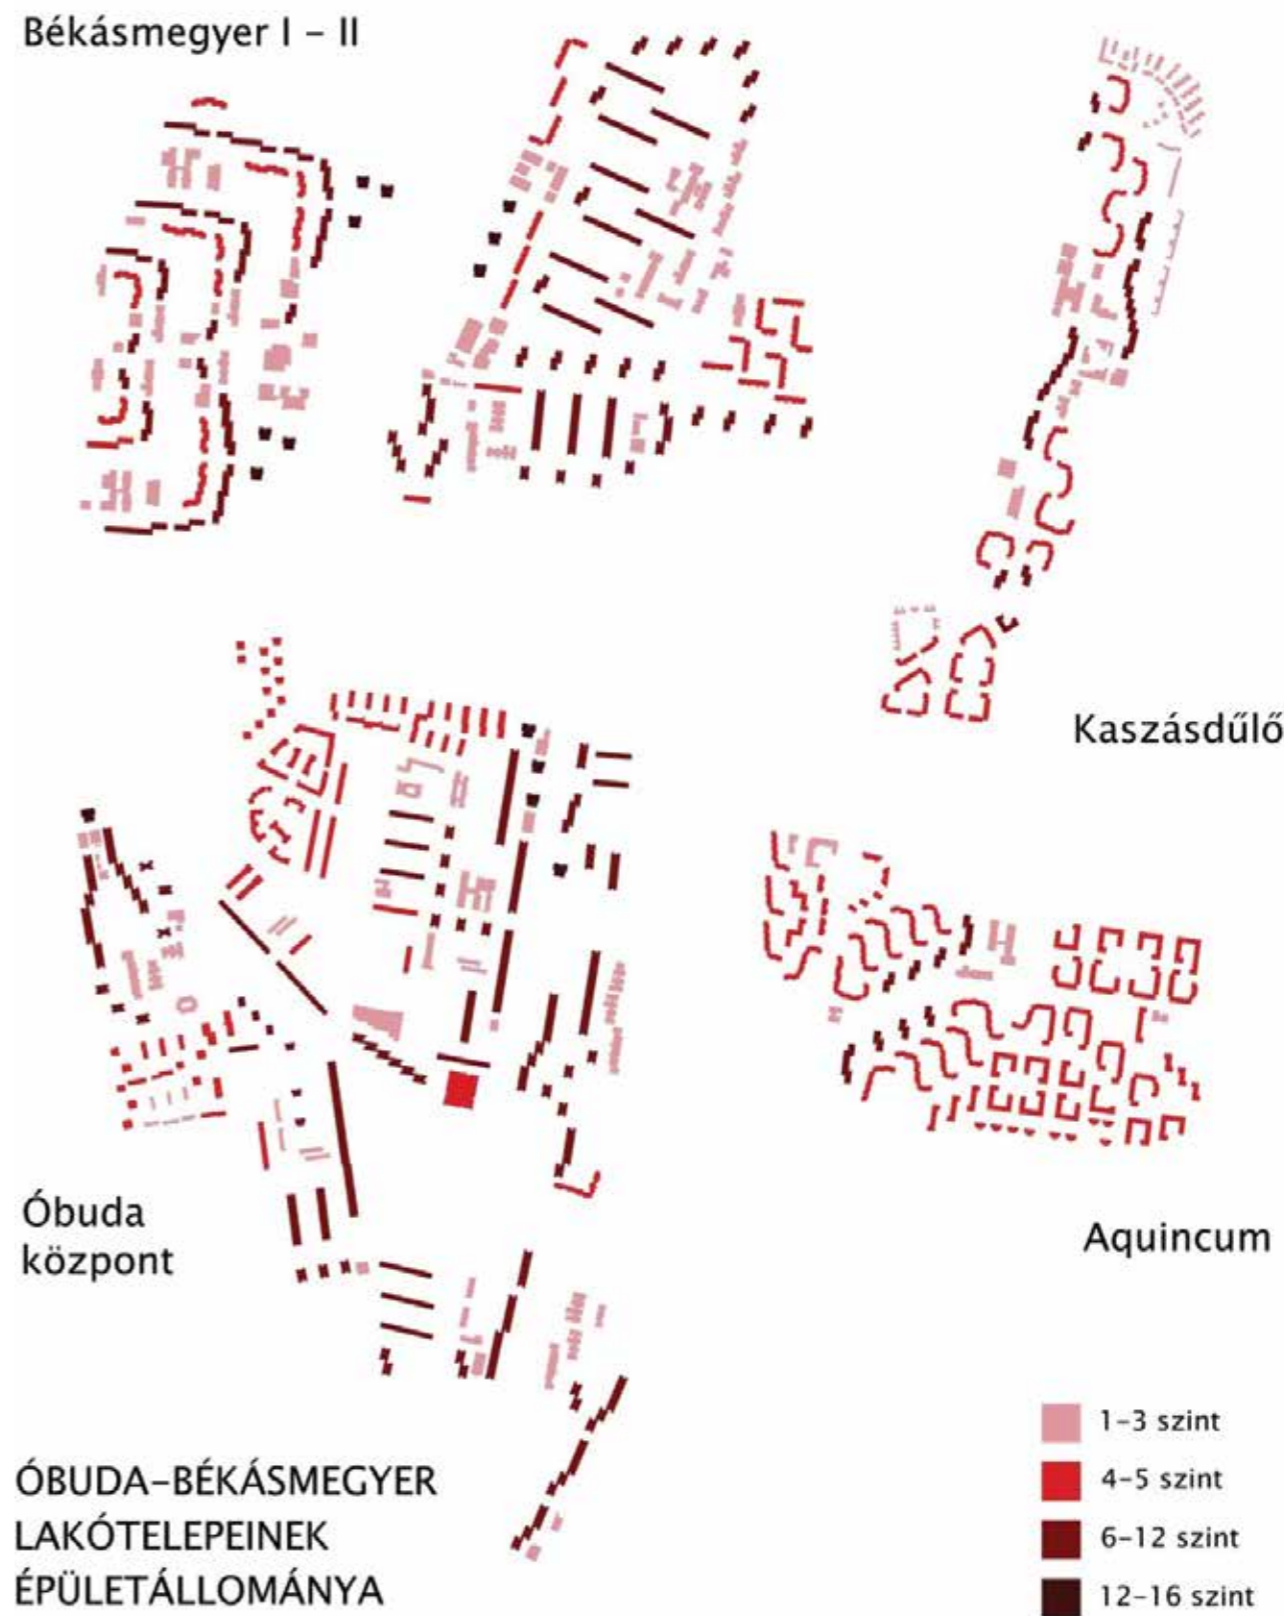 Békásmegyer I – II
Kaszásdűlő
Óbuda
központ
Aquincum
1–3 szint
4–5 szint
6–12 szint
12–16 szint
ÓBUDA–BÉKÁSMEGYER
LAKÓTELEPEINEK
ÉPÜLETÁLLOMÁNYA